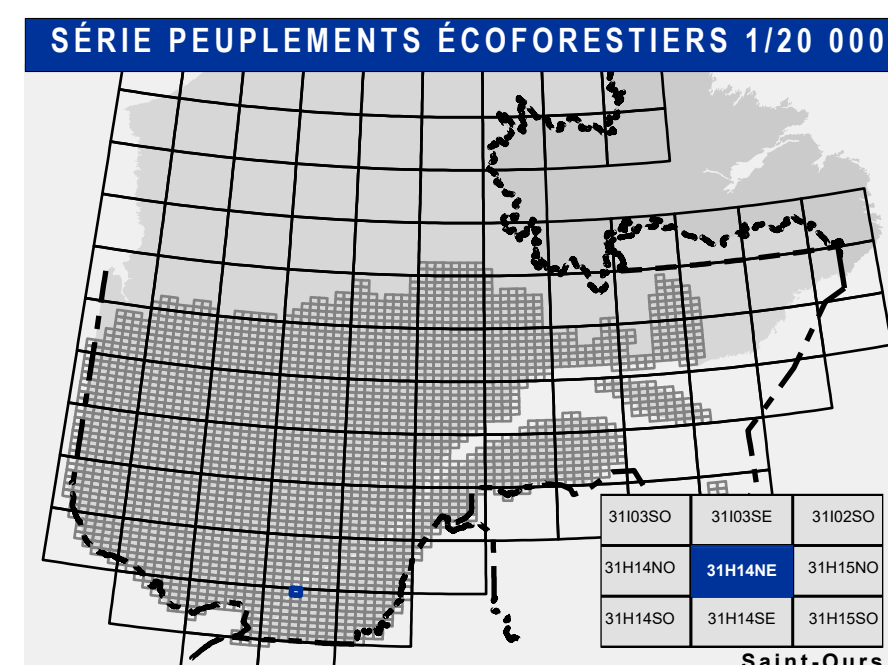 SÉRIE PEUPLEMENTS ÉCOFORESTIERS 1/20 000
31I03SO 31I03SE 31I02SO
31H14NO 31H14NE 31H15NO
31H14SO 31H14SE 31H15SO
Saint-Ours